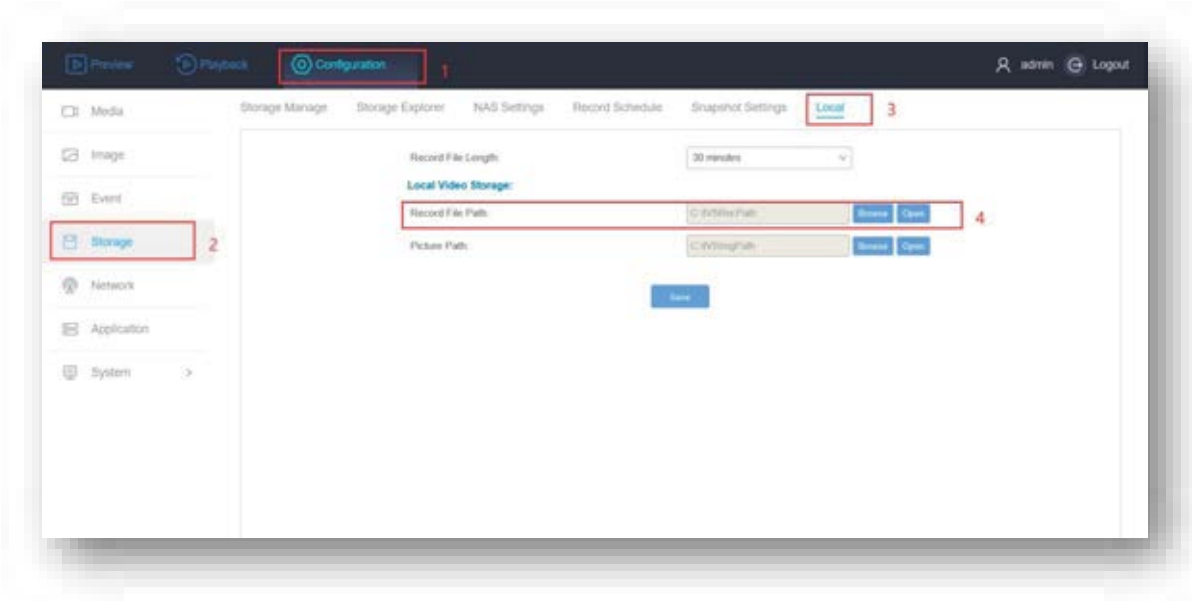 Preview Playback Configuration 1 admin Logout
Media Storage Manage Storage Explorer NAS Settings Record Schedule Snapshot Settings Local 3
Image Record File Length: 30 minutes
Local Video Storage:
Event Record File Path: Browse Open 4
Storage 2 Picture Path: Browse Open
Network Save
Application
System >